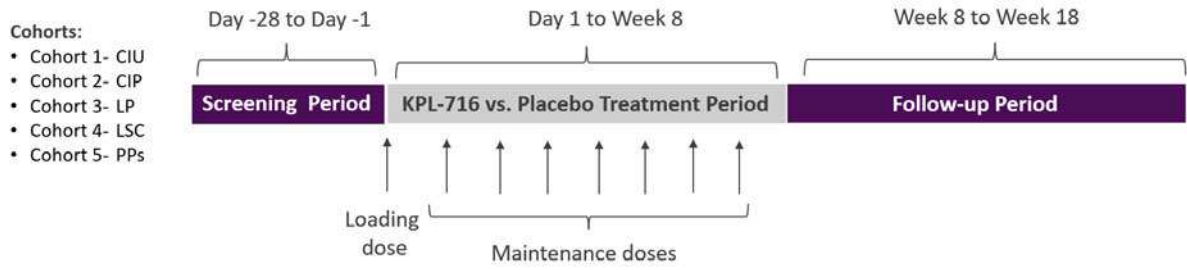 Day -28 to Day -1
Day 1 to Week 8
Week 8 to Week 18
Cohorts:
• Cohort 1- CIU
• Cohort 2- CIP
• Cohort 3- LP
• Cohort 4- LSC
• Cohort 5- PPs
Screening Period
KPL-716 vs. Placebo Treatment Period
Follow-up Period
Loading
dose
Maintenance doses